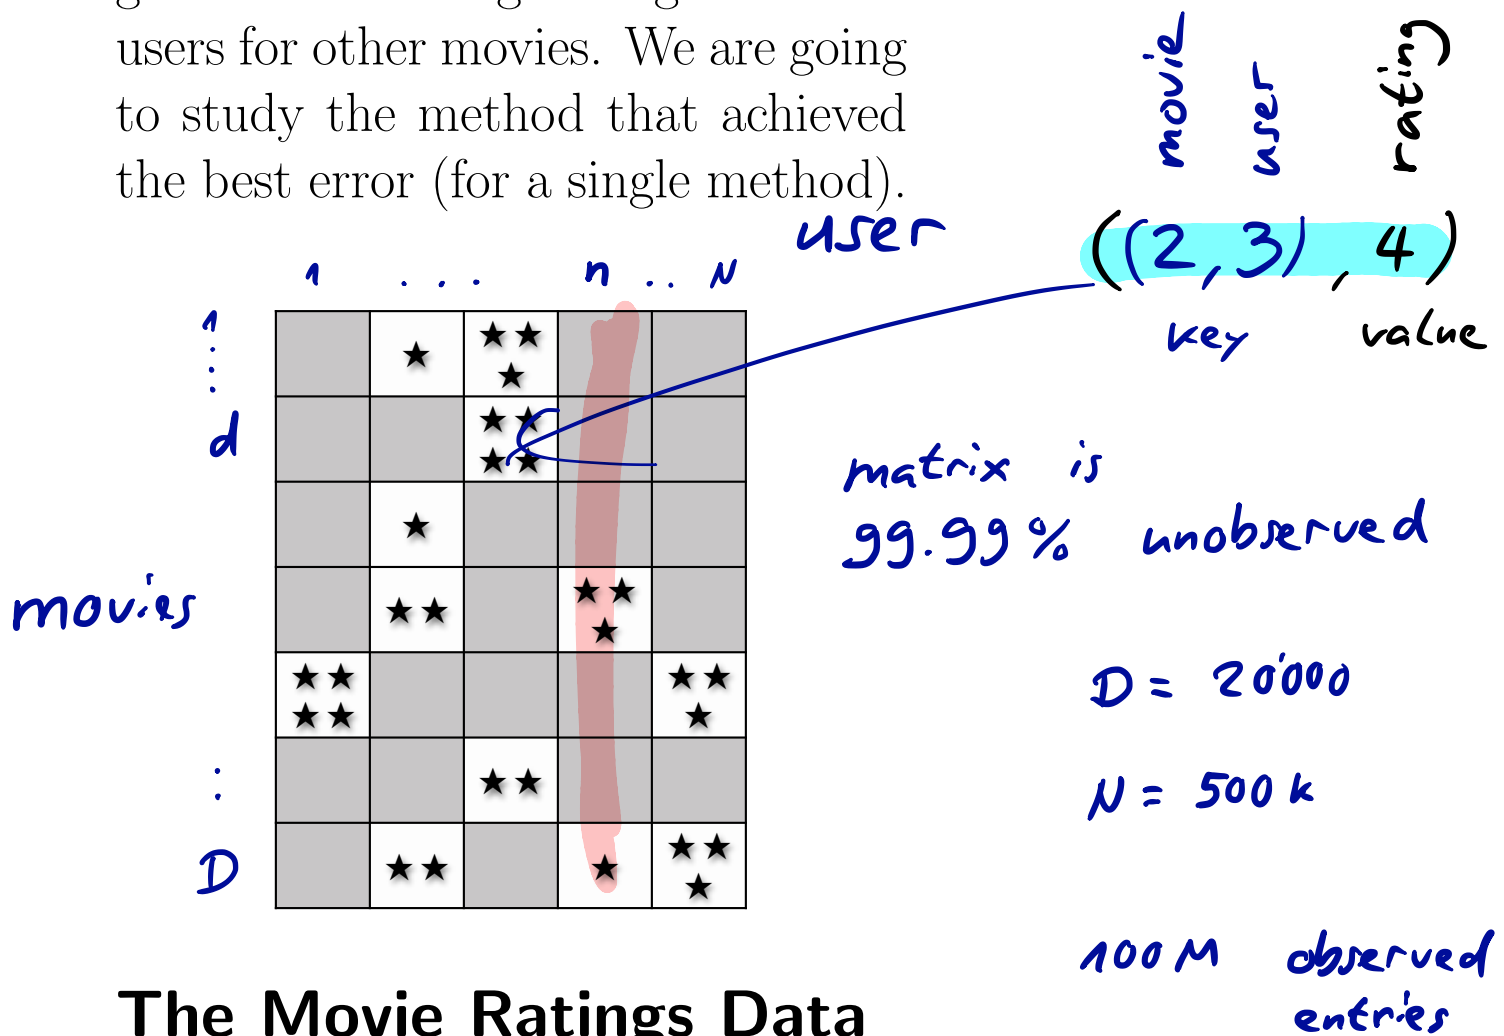 users for other movies. We are going
to study the method that achieved
the best error (for a single method).
movie user rating
((2,3), 4)
key value
user
1 ... n .. N
1
d
movies
D
matrix is
99.99% unobserved
D = 20'000
N = 500k
100M observed
entries
The Movie Ratings Data